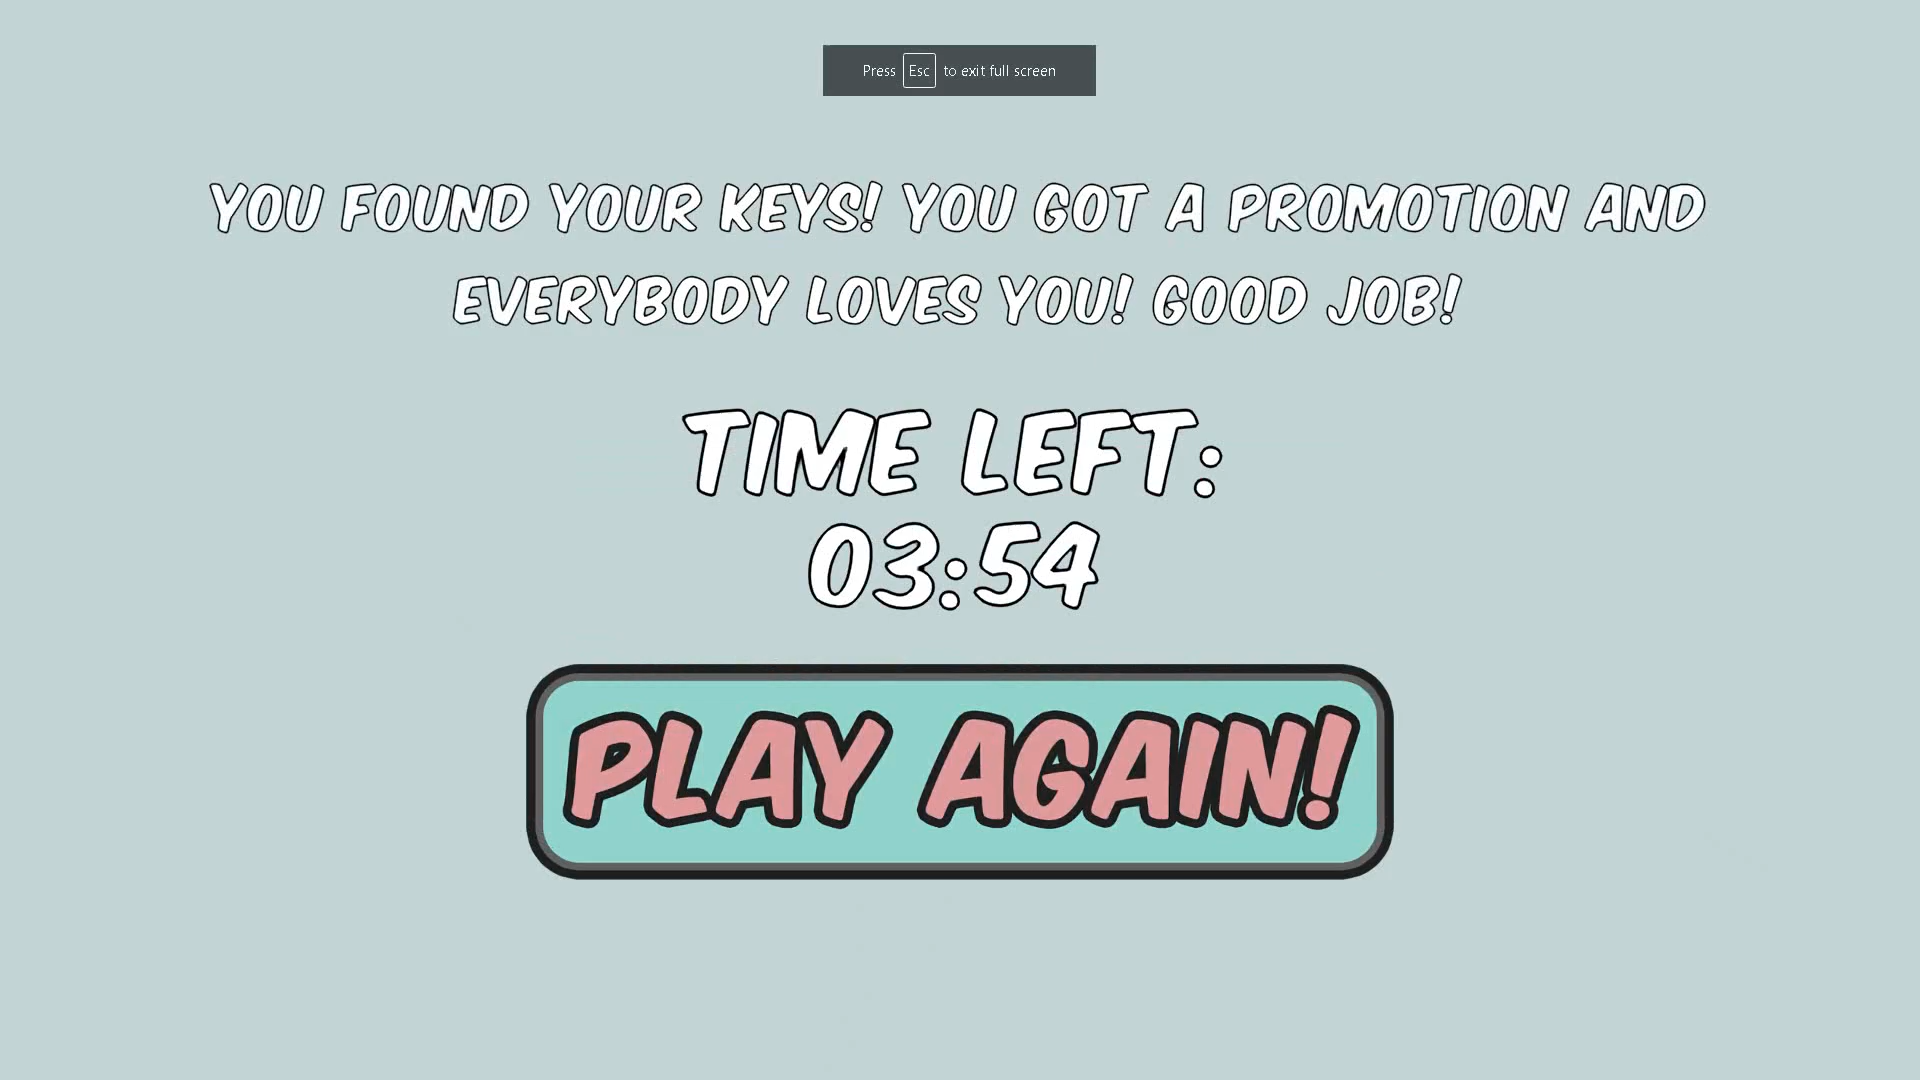 Press Esc to exit full screen
YOU FOUND YOUR KEYS! YOU GOT A PROMOTION AND
EVERYBODY LOVES YOU! GOOD JOB!
TIME LEFT:
03:54
PLAY AGAIN!